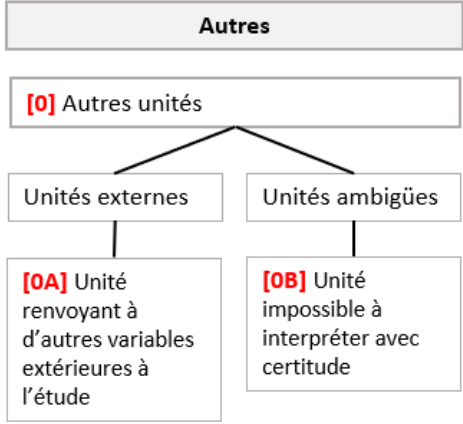 Autres
[0] Autres unités
Unités externes
Unités ambigües
[0A] Unité
renvoyant à
d’autres variables
extérieures à
l’étude
[0B] Unité
impossible à
interpréter avec
certitude